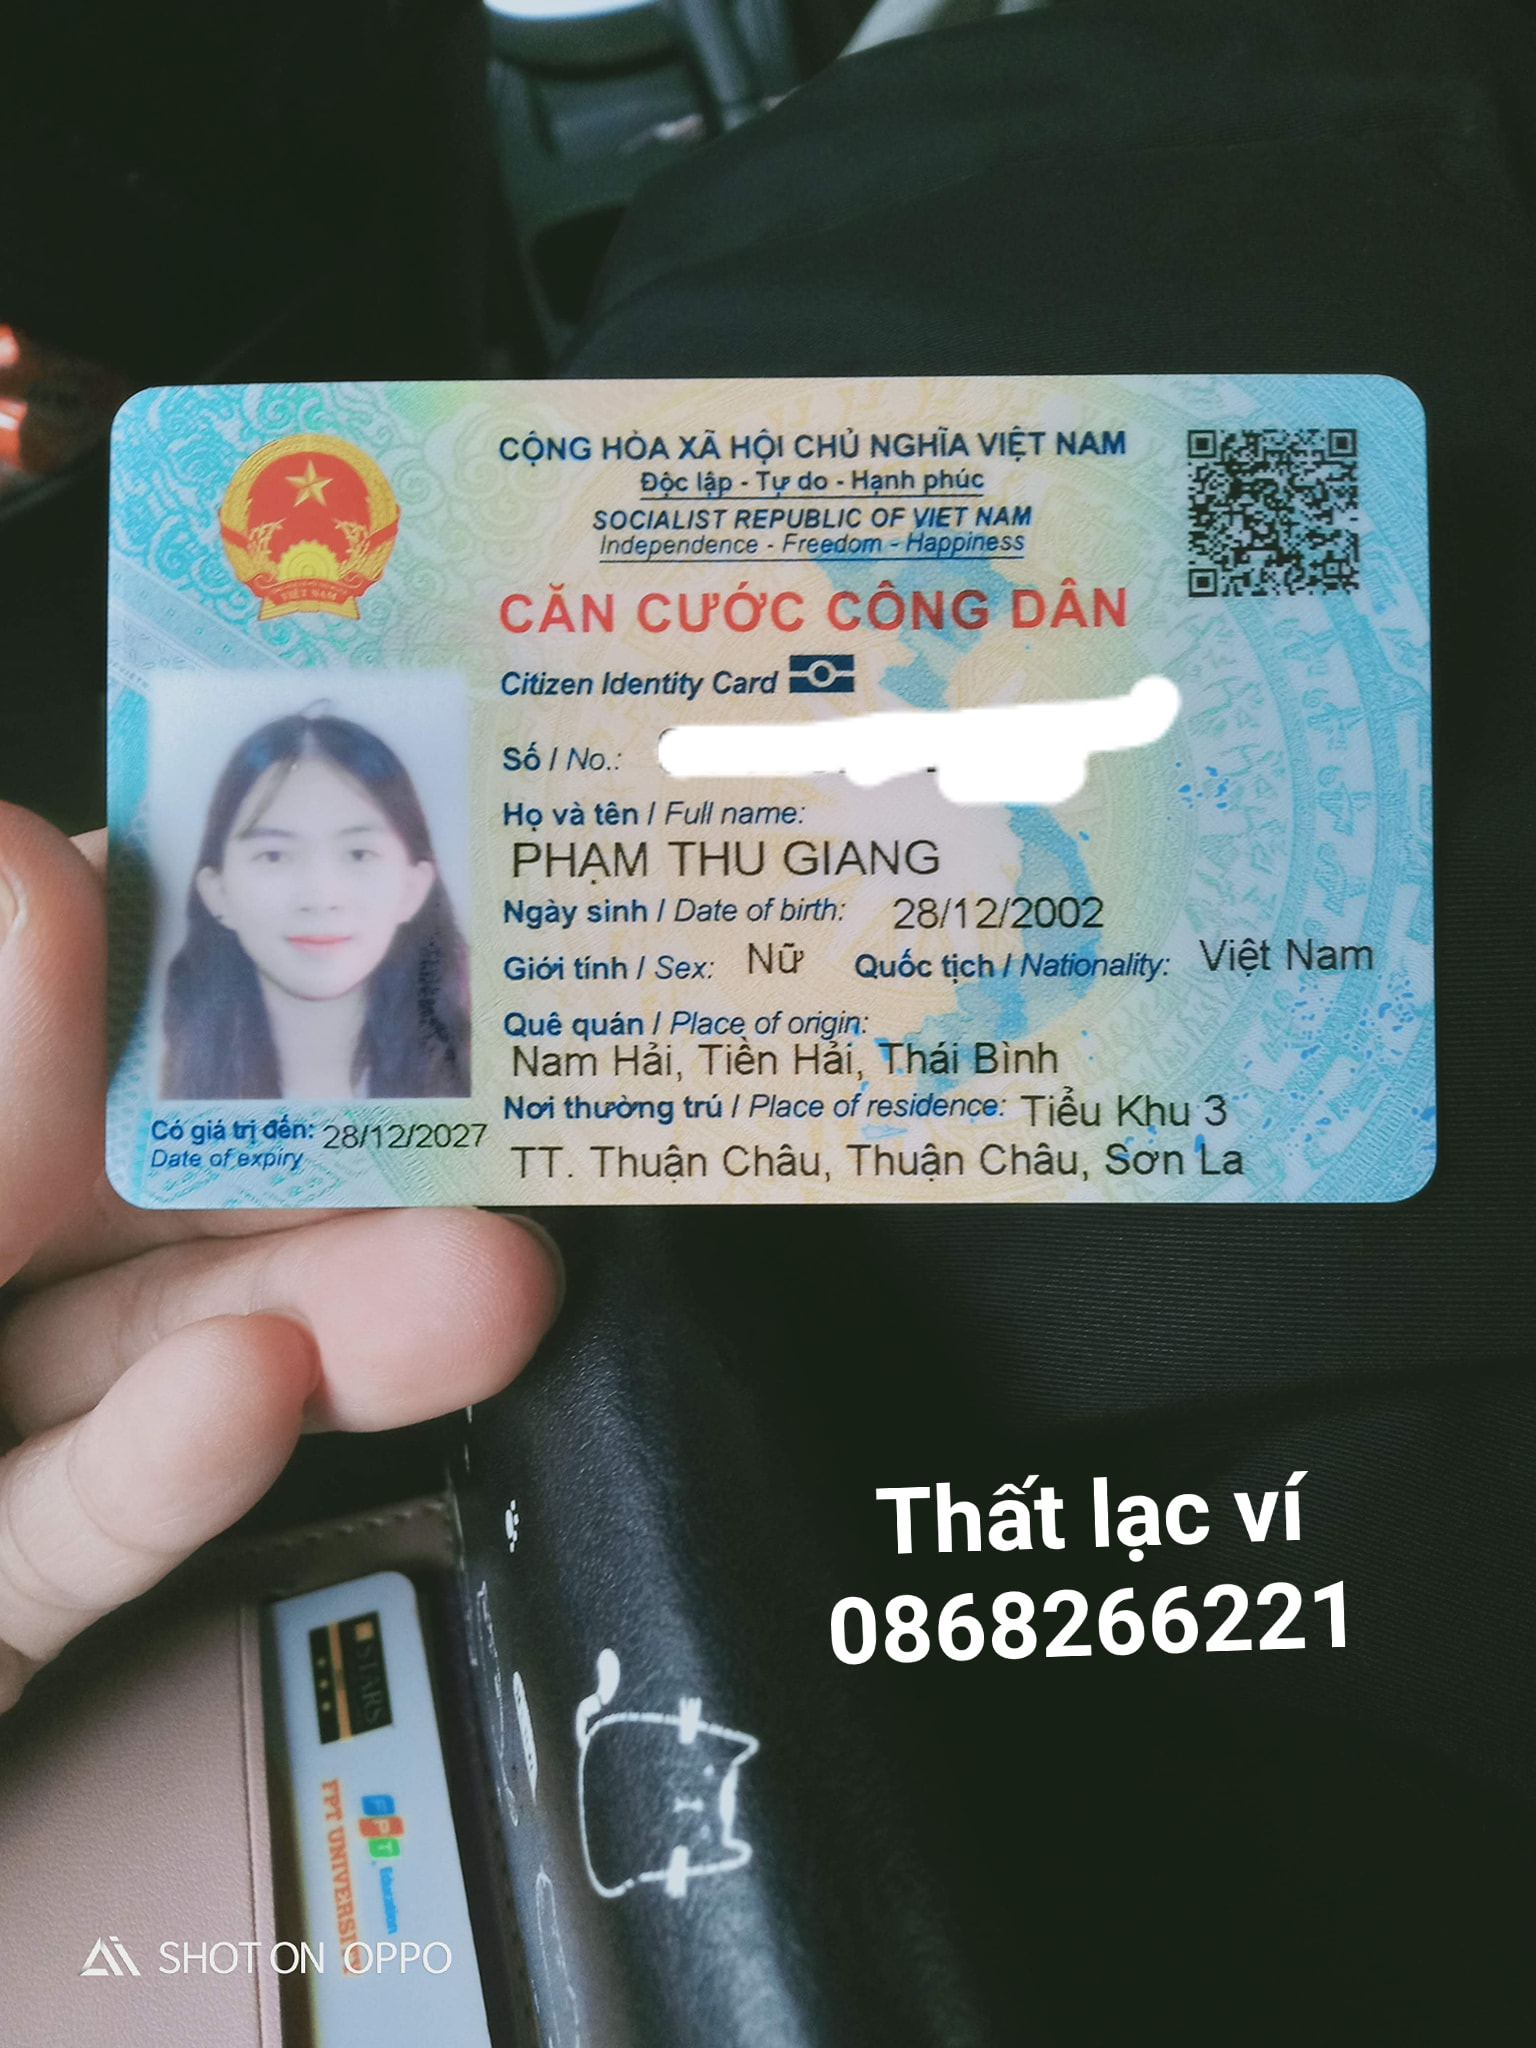 CỘNG HÒA XÃ HỘI CHỦ NGHĨA VIỆT NAM
Độc lập - Tự do - Hạnh phúc
SOCIALIST REPUBLIC OF VIET NAM
Independence - Freedom - Happiness
CĂN CƯỚC CÔNG DÂN
Citizen Identity Card
Số / No.:
Họ và tên / Full name:
PHẠM THU GIANG
Ngày sinh / Date of birth: 28/12/2002
Giới tính / Sex: Nữ Quốc tịch / Nationality: Việt Nam
Quê quán / Place of origin:
Nam Hải, Tiền Hải, Thái Bình
Nơi thường trú / Place of residence: Tiểu Khu 3
TT. Thuận Châu, Thuận Châu, Sơn La
Có giá trị đến: 28/12/2027
Date of expiry
VIỆT NAM
Thất lạc ví
0868266221
STARS
FPT Education
FPT UNIVERSITY
SHOT ON OPPO